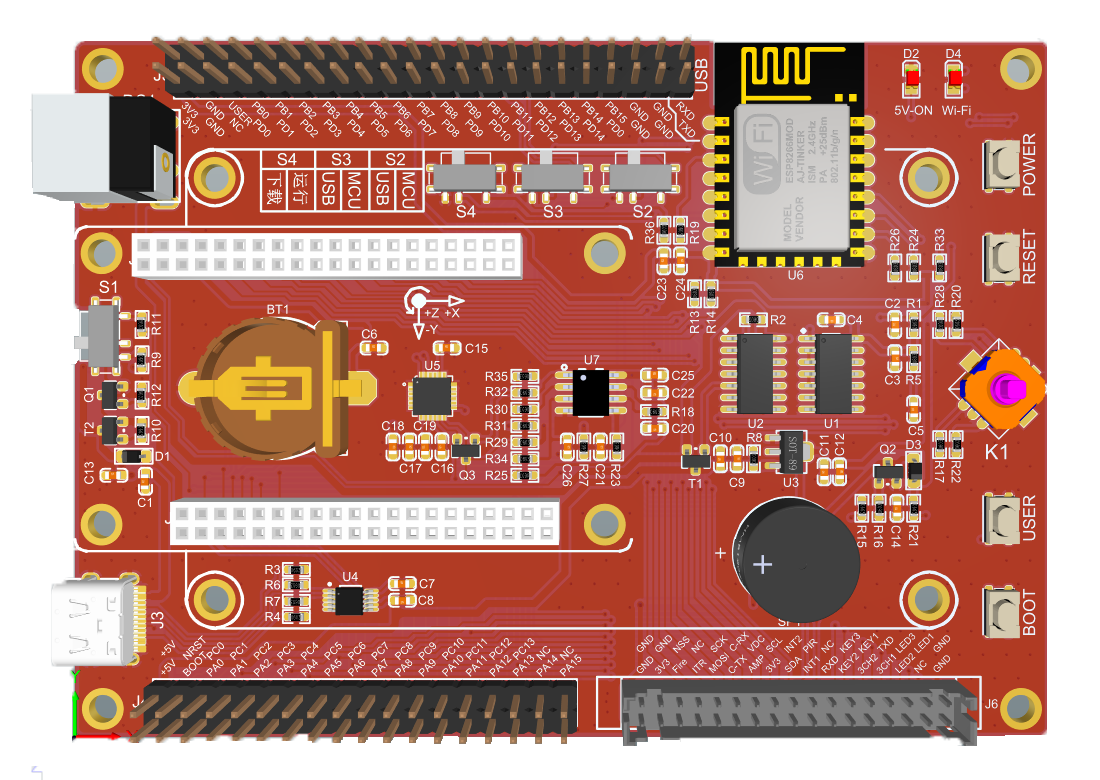 USB
3V3 GND USER PB0 PB1 PB2 PB3 PB4 PB5 PB6 PB7 PB8 PB9 PB10 PB11 PB12 PB13 PB14 PB15 GND GND RXD
3V3 GND NC PD0 PD1 PD2 PD3 PD4 PD5 PD6 PD7 PD8 PD9 PD10 PD11 PD12 PD13 PD14 PD0 GND GND TXD
D2 D4
5V-ON Wi-Fi
WiFi
MODEL ESP8266MOD
VENDOR AJ-TINKER
ISM 2.4GHz
PA +25dBm
802.11b/g/n
U6
POWER
S4 S3 S2
下载 运行 USB MCU USB MCU
S4 S3 S2
R36 R19
C23 C24
R26 R24 R33
RESET
S1
BT1
+Z +X
-Y
R13 R14
R28 R20
R11
R9
Q1 R12
T2 R10
D1
C13 C1
C6 C15
U5
C18 C19
C17 C16
Q3
R35
R32
R30
R31
R29
R34
R25
U7
C25
C22
R18
C20
C26 R27 C21 R23
R2 C4
C2 R1
C3 R5
U2 U1
C5
K1
C10 R8
T1 C9
68-10S
U3
C11 C12
Q2 D3
R17 R22
R15 R16 C14 R21
USER
+
+
R3
R6
R7
R4
U4
C7
C8
BOOT
J3
+5V NRST PC0 PC1 PC2 PC3 PC4 PC5 PC6 PC7 PC8 PC9 PC10 PC11 PC12 PC13 NC
+5V BOOT PA0 PA1 PA2 PA3 PA4 PA5 PA6 PA7 PA8 PA9 PA10 PA11 PA12 PA13 PA14 PA15
GND GND NSS NC SCK C-RX VDC SCL INT2 PIR NC KEY3 KEY1 TXD LED3 LED1 GND
GND 3V3 Fire ITR MOSI C-TX AMP 3V3 SDA INT1 RXD KEY2 3CH2 3CH1 LED2 NC GND
J6